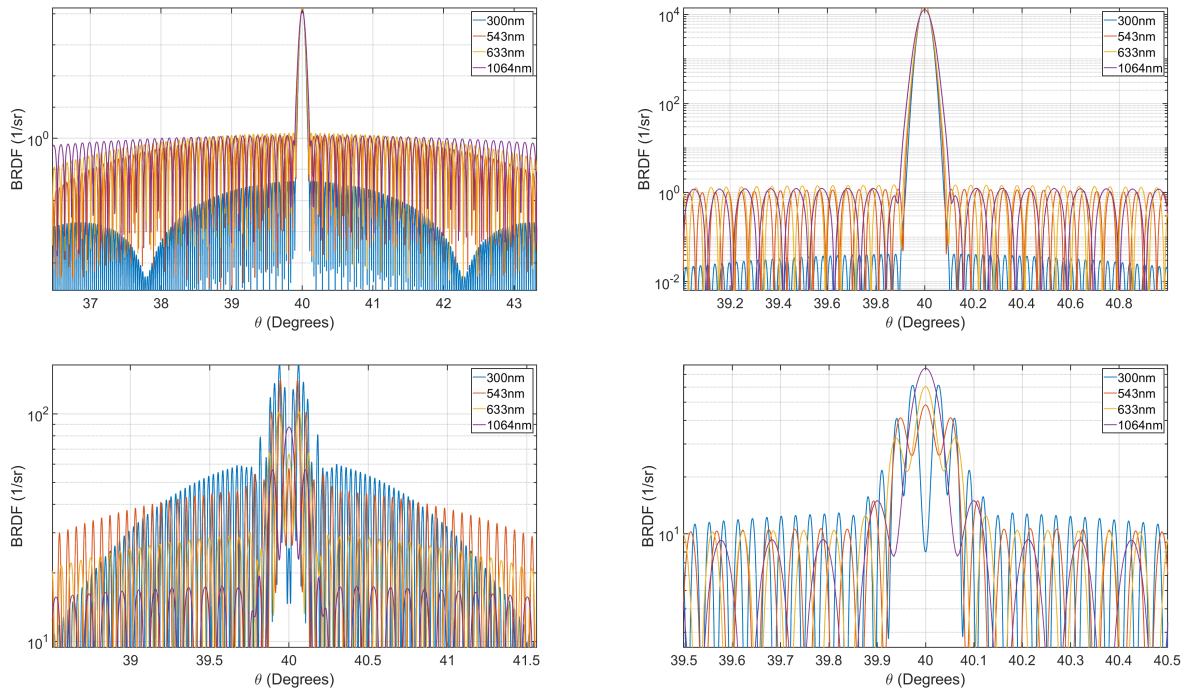 BRDF (1/sr)
10^0
300nm
543nm
633nm
1064nm
37 38 39 40 41 42 43
θ (Degrees)
BRDF (1/sr)
10^4
10^2
10^0
10^-2
300nm
543nm
633nm
1064nm
39.2 39.4 39.6 39.8 40 40.2 40.4 40.6 40.8
θ (Degrees)
BRDF (1/sr)
10^2
10^1
300nm
543nm
633nm
1064nm
39 39.5 40 40.5 41 41.5
θ (Degrees)
BRDF (1/sr)
10^1
300nm
543nm
633nm
1064nm
39.5 39.6 39.7 39.8 39.9 40 40.1 40.2 40.3 40.4 40.5
θ (Degrees)